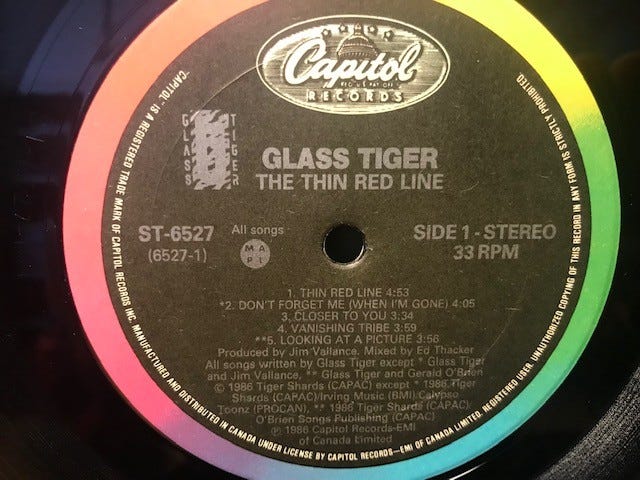 Capitol
RECORDS
GLASS
TIGER
GLASS TIGER
THE THIN RED LINE
ST-6527
(6527-1)
All songs
M A
P L
SIDE 1 - STEREO
33 RPM
1. THIN RED LINE 4:53
*2. DON'T FORGET ME (WHEN I'M GONE) 4:05
3. CLOSER TO YOU 3:34
4. VANISHING TRIBE 3:59
**5. LOOKING AT A PICTURE 3:56
Produced by Jim Vallance. Mixed by Ed Thacker
All songs written by Glass Tiger except * Glass Tiger
and Jim Vallance, ** Glass Tiger and Gerald O'Brien
© 1986 Tiger Shards (CAPAC) except * 1986 Tiger
Shards (CAPAC)/Irving Music (BMI)/Calypso
Toonz (PROCAN), ** 1986 Tiger Shards (CAPAC)/
O'Brien Songs Publishing (CAPAC)
℗ 1986 Capitol Records-EMI
of Canada Limited
"CAPITOL" IS A REGISTERED TRADE MARK OF CAPITOL RECORDS INC. MANUFACTURED AND DISTRIBUTED IN CANADA UNDER LICENSE BY CAPITOL RECORDS—EMI OF CANADA LIMITED. REGISTERED USER. UNAUTHORIZED COPYING OF THIS RECORD IN ANY FORM IS STRICTLY PROHIBITED.